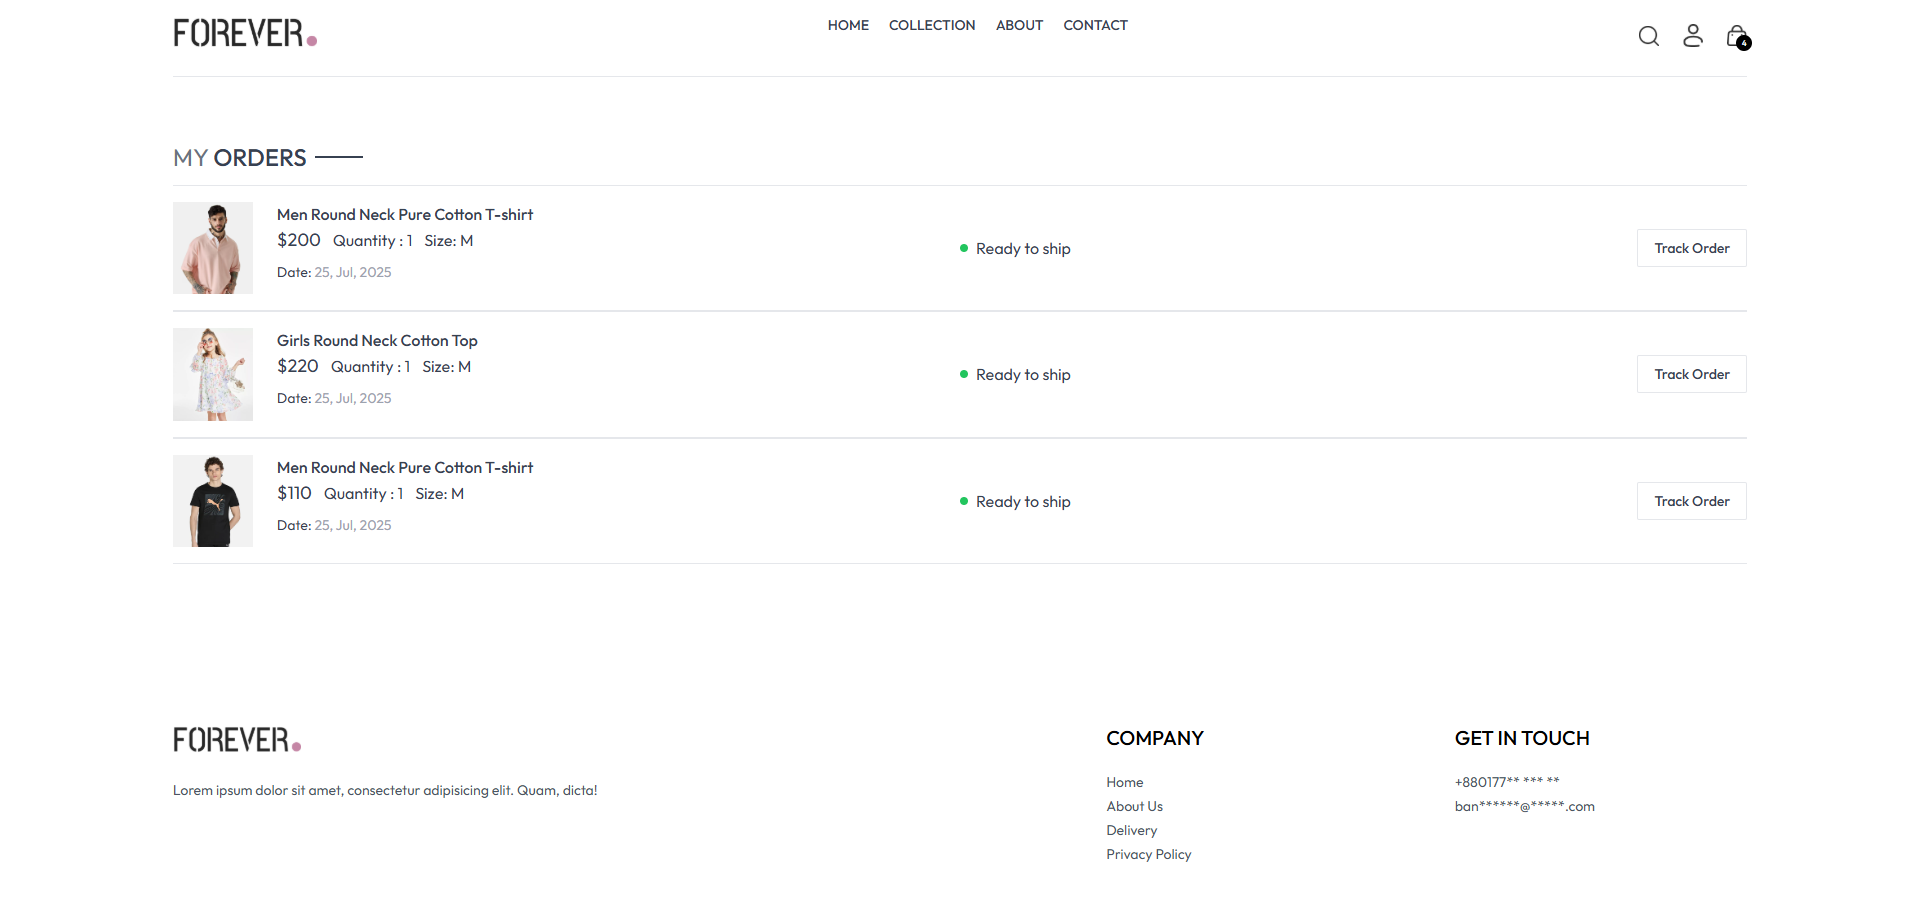 FOREVER.
HOME COLLECTION ABOUT CONTACT
4
MY ORDERS
Men Round Neck Pure Cotton T-shirt
$200 Quantity : 1 Size: M
Date: 25, Jul, 2025
Ready to ship
Track Order
Girls Round Neck Cotton Top
$220 Quantity : 1 Size: M
Date: 25, Jul, 2025
Ready to ship
Track Order
Men Round Neck Pure Cotton T-shirt
$110 Quantity : 1 Size: M
Date: 25, Jul, 2025
Ready to ship
Track Order
FOREVER.
Lorem ipsum dolor sit amet, consectetur adipisicing elit. Quam, dicta!
COMPANY
Home
About Us
Delivery
Privacy Policy
GET IN TOUCH
+880177** *** **
ban******@*****.com